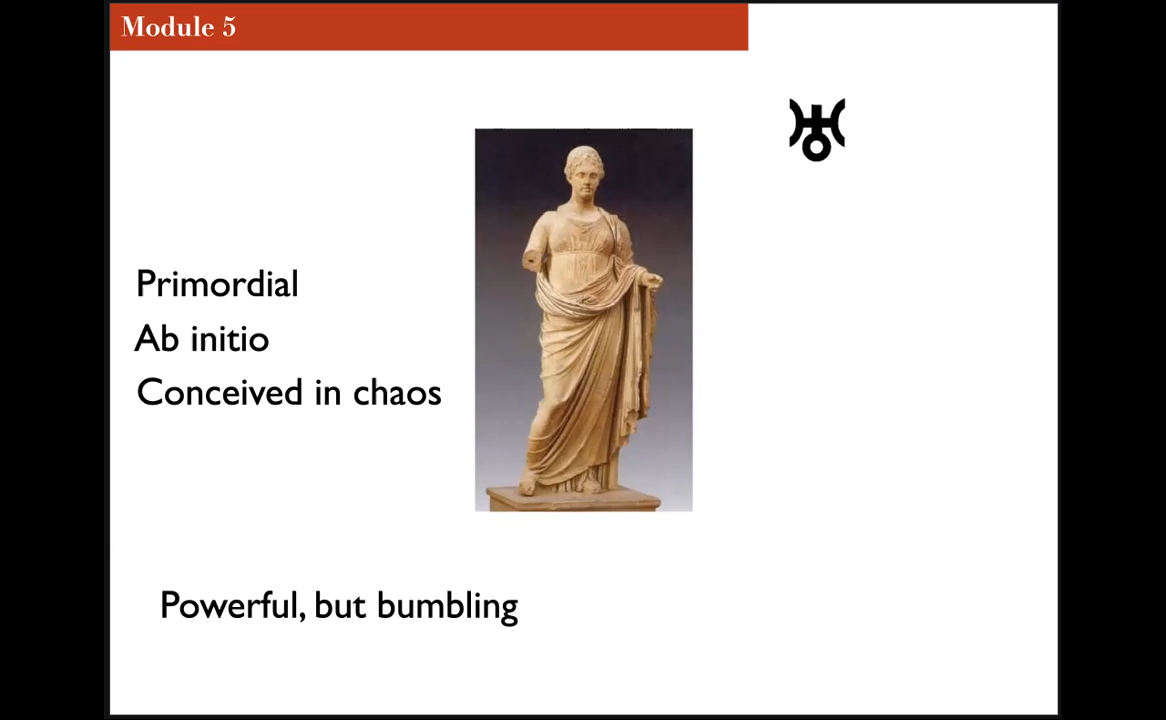 Module 5
Primordial
Ab initio
Conceived in chaos
Powerful, but bumbling